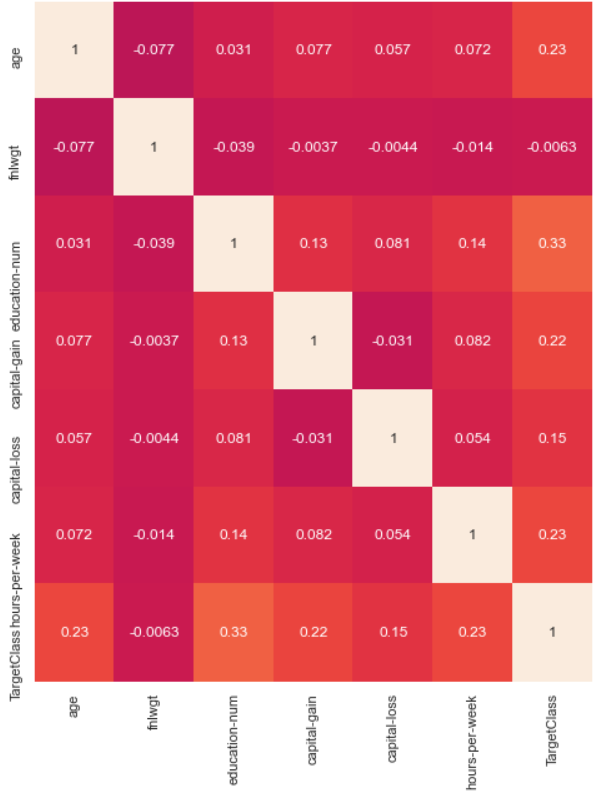 age 1 -0.077 0.031 0.077 0.057 0.072 0.23
fnlwgt -0.077 1 -0.039 -0.0037 -0.0044 -0.014 -0.0063
education-num 0.031 -0.039 1 0.13 0.081 0.14 0.33
capital-gain 0.077 -0.0037 0.13 1 -0.031 0.082 0.22
capital-loss 0.057 -0.0044 0.081 -0.031 1 0.054 0.15
hours-per-week 0.072 -0.014 0.14 0.082 0.054 1 0.23
TargetClass 0.23 -0.0063 0.33 0.22 0.15 0.23 1
age fnlwgt education-num capital-gain capital-loss hours-per-week TargetClass